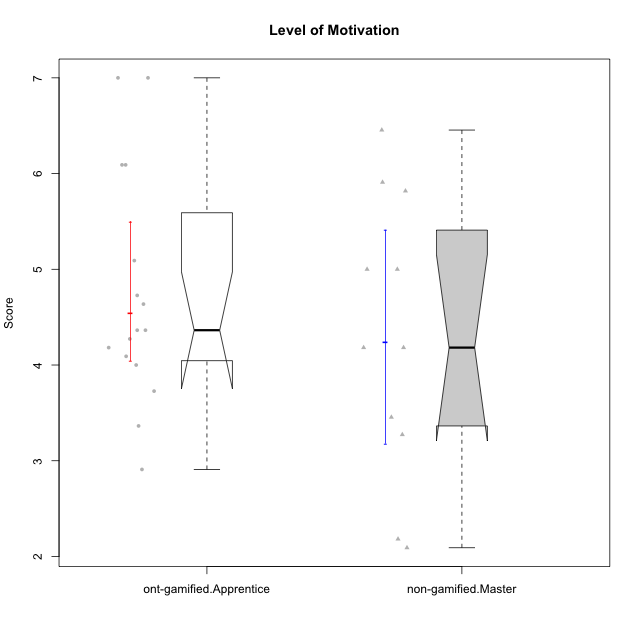 Level of Motivation
7
6
5
4
3
2
Score
ont-gamified.Apprentice
non-gamified.Master